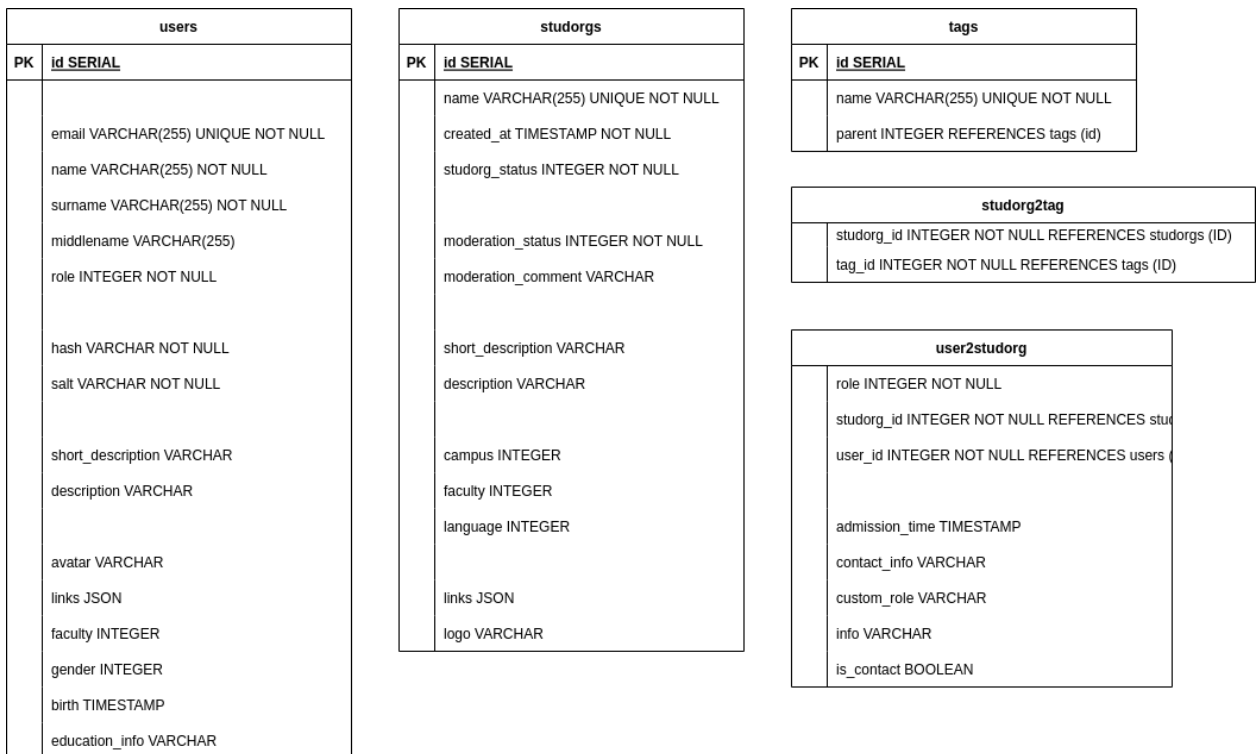 users
PK id SERIAL
email VARCHAR(255) UNIQUE NOT NULL
name VARCHAR(255) NOT NULL
surname VARCHAR(255) NOT NULL
middlename VARCHAR(255)
role INTEGER NOT NULL
hash VARCHAR NOT NULL
salt VARCHAR NOT NULL
short_description VARCHAR
description VARCHAR
avatar VARCHAR
links JSON
faculty INTEGER
gender INTEGER
birth TIMESTAMP
education_info VARCHAR
studorgs
PK id SERIAL
name VARCHAR(255) UNIQUE NOT NULL
created_at TIMESTAMP NOT NULL
studorg_status INTEGER NOT NULL
moderation_status INTEGER NOT NULL
moderation_comment VARCHAR
short_description VARCHAR
description VARCHAR
campus INTEGER
faculty INTEGER
language INTEGER
links JSON
logo VARCHAR
tags
PK id SERIAL
name VARCHAR(255) UNIQUE NOT NULL
parent INTEGER REFERENCES tags (id)
studorg2tag
studorg_id INTEGER NOT NULL REFERENCES studorgs (ID)
tag_id INTEGER NOT NULL REFERENCES tags (ID)
user2studorg
role INTEGER NOT NULL
studorg_id INTEGER NOT NULL REFERENCES
user_id INTEGER NOT NULL REFERENCES users (
admission_time TIMESTAMP
contact_info VARCHAR
custom_role VARCHAR
info VARCHAR
is_contact BOOLEAN